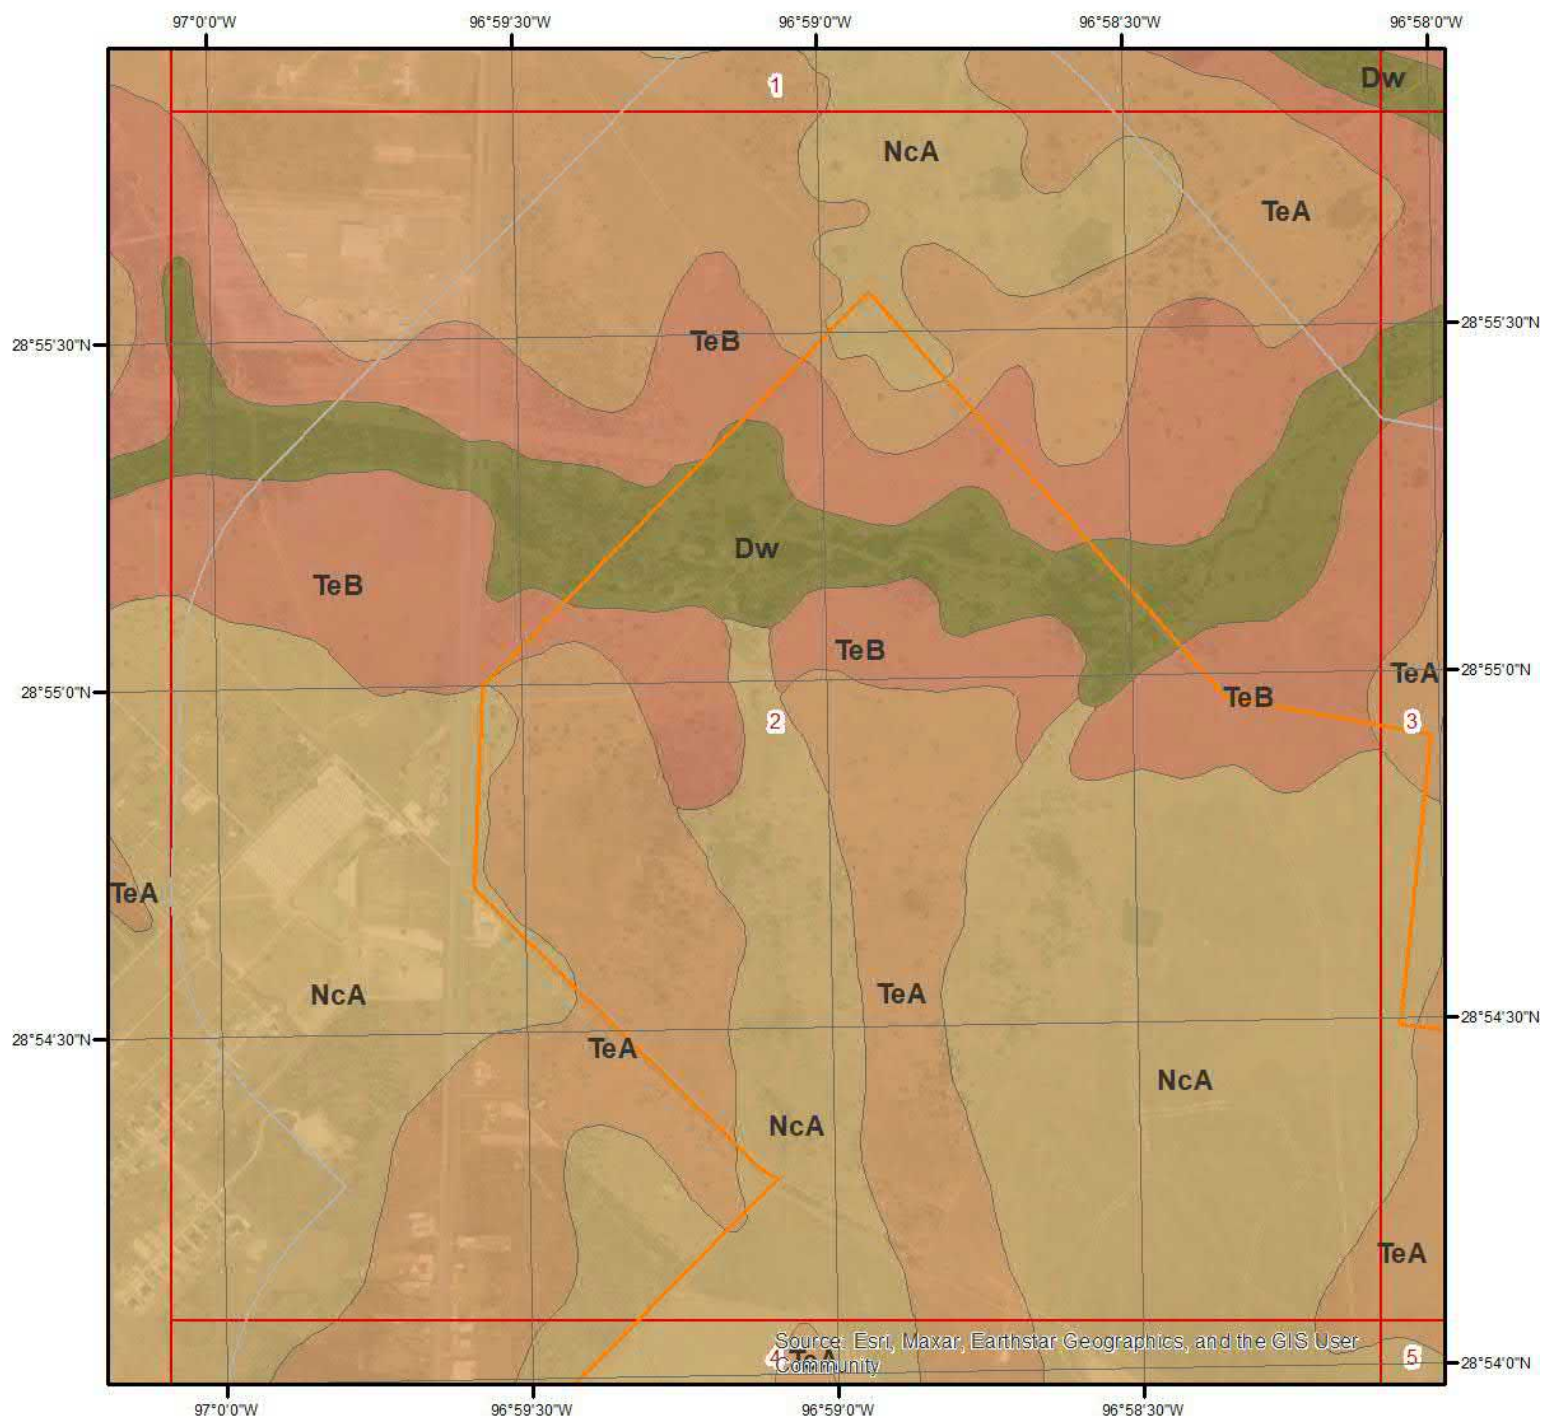 97°0'0"W 96°59'30"W 96°59'0"W 96°58'30"W 96°58'0"W
Dw
1
NcA
TeA
28°55'30"N TeB 28°55'30"N
Dw
TeB
TeB
28°55'0"N TeA 28°55'0"N
TeB
2 3
TeA
NcA TeA
28°54'30"N 28°54'30"N
TeA
NcA
NcA
TeA
Source: Esri, Maxar, Earthstar Geographics, and the GIS User
4 TeA 5 28°54'0"N
Community
97°0'0"W 96°59'30"W 96°59'0"W 96°58'30"W